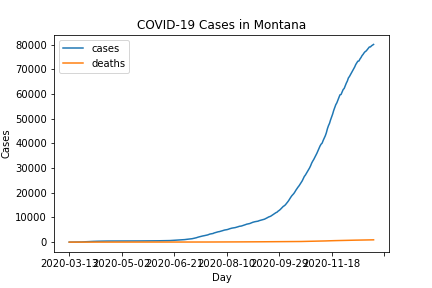 COVID-19 Cases in Montana
cases
deaths
80000
70000
60000
50000
40000
30000
20000
10000
0
Cases
2020-03-13 2020-05-02 2020-06-21 2020-08-10 2020-09-29 2020-11-18
Day